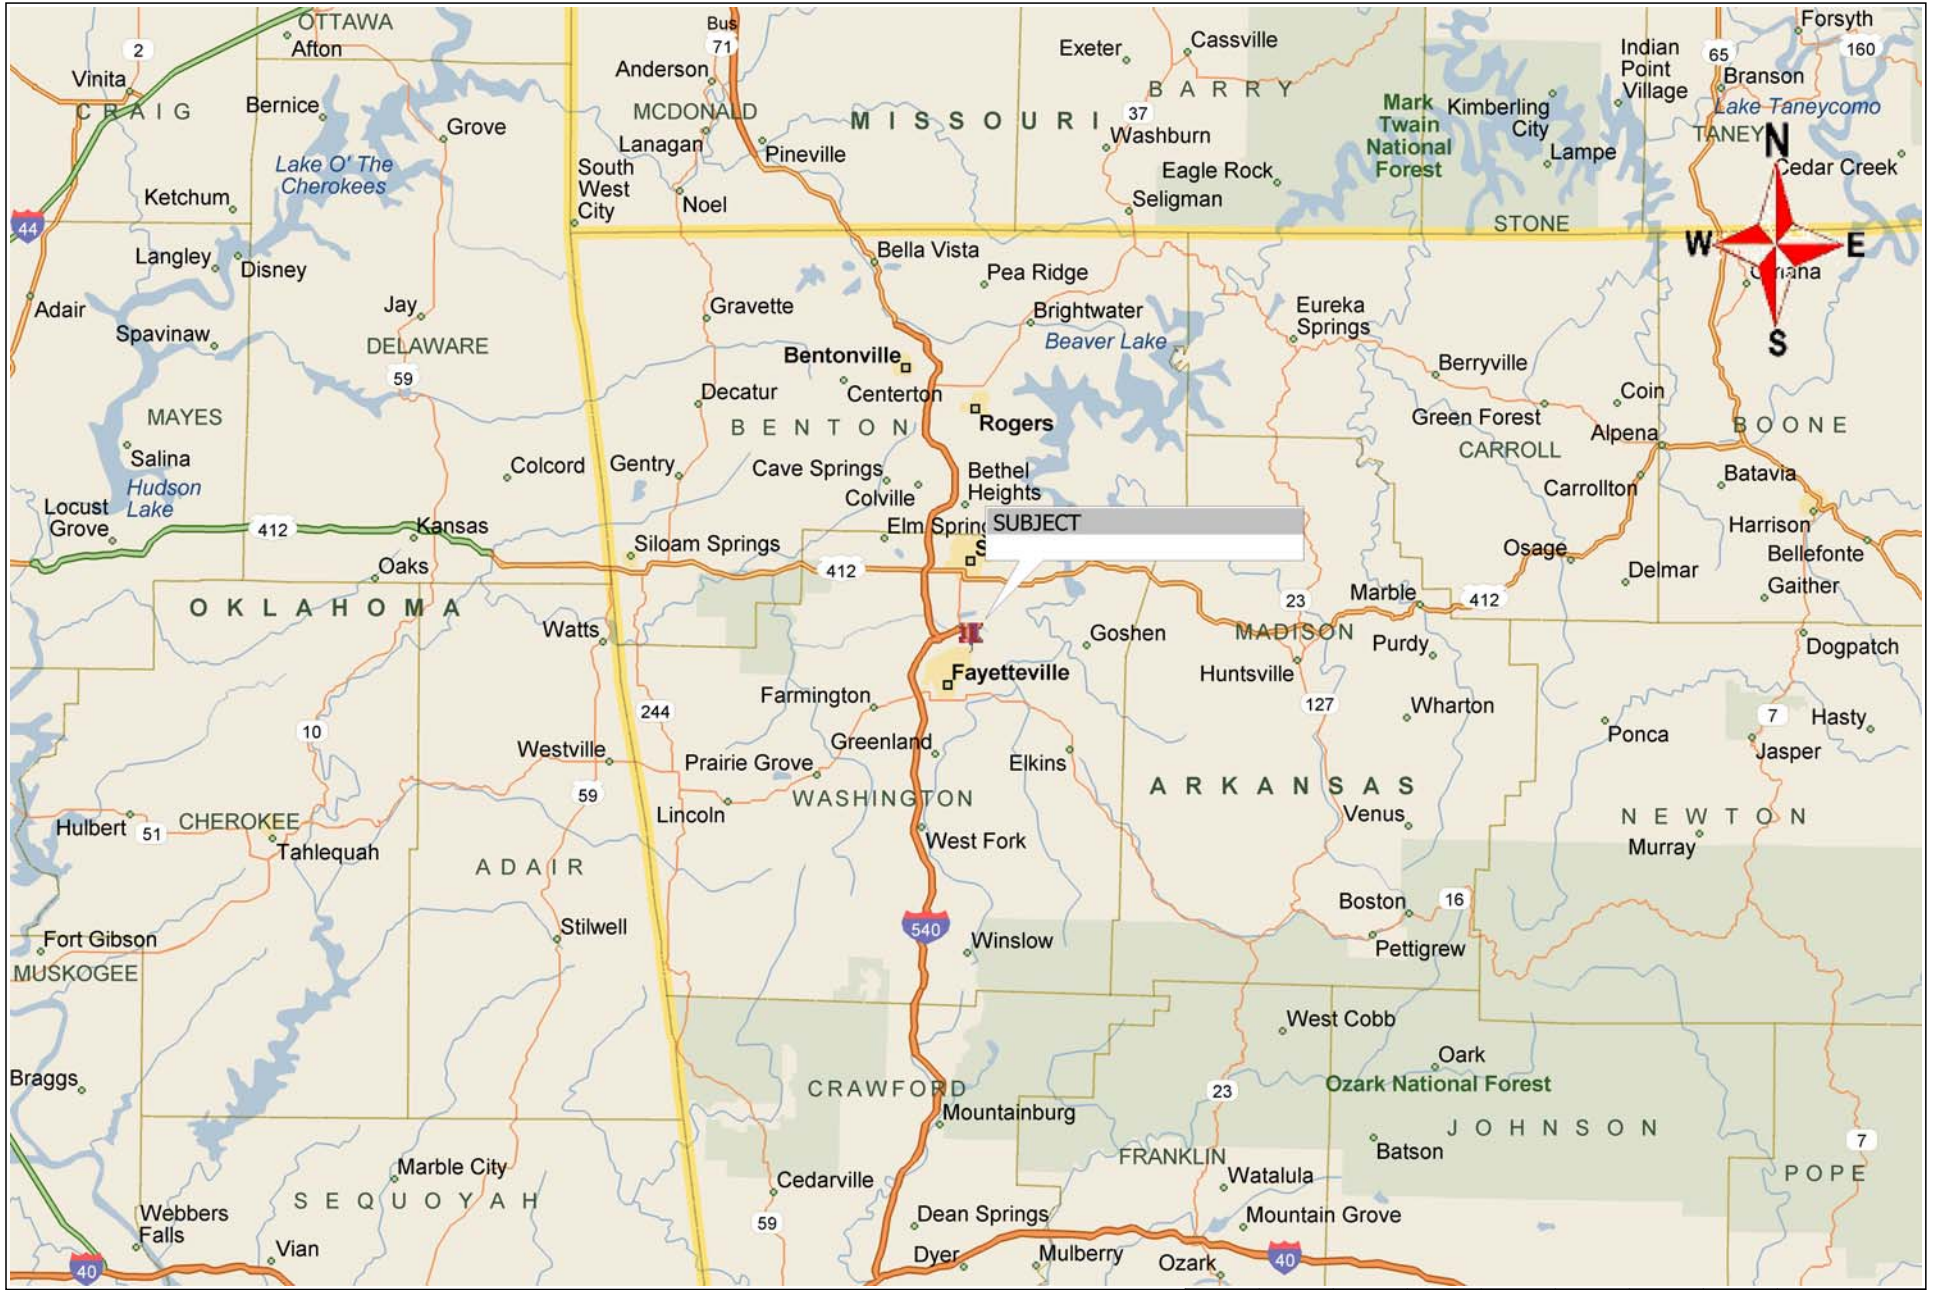 OTTAWA
Afton
2
Vinita
CRAIG
Bernice
Grove
Lake O' The
Cherokees
Ketchum
44
Langley
Disney
Adair
Jay
Spavinaw
DELAWARE
59
MAYES
Salina
Hudson
Lake
Locust
Grove
412
Kansas
Colcord
Oaks
OKLAHOMA
Watts
10
Westville
59
Hulbert
51
CHEROKEE
Tahlequah
ADAIR
Stilwell
Fort Gibson
MUSKOGEE
Braggs
Marble City
SEQUOYAH
Webbers
Falls
Vian
40
Bus
71
Anderson
MCDONALD
Lanagan
Pineville
South
West
City
Noel
MISSOURI
Exeter
Cassville
BARRY
37
Washburn
Eagle Rock
Seligman
Mark
Twain
National
Forest
Kimberling
City
Lampe
STONE
Indian
Point
Village
65
Forsyth
160
Branson
Lake Taneycomo
TANEY
N
Cedar Creek
W
E
S
Bella Vista
Pea Ridge
Gravette
Brightwater
Beaver Lake
Bentonville
Centerton
Decatur
BENTON
Rogers
Gentry
Cave Springs
Colville
Bethel
Heights
Elm Spring
SUBJECT
S
Siloam Springs
412
Eureka
Springs
Berryville
Coin
Green Forest
CARROLL
Alpena
BOONE
Batavia
Carrollton
Harrison
Bellefonte
Osage
Delmar
Gaither
Marble
412
23
MADISON
Purdy
Huntsville
127
Wharton
Dogpatch
7
Hasty
Ponca
Jasper
Goshen
Fayetteville
Farmington
244
Greenland
Prairie Grove
Elkins
Lincoln
WASHINGTON
West Fork
ARKANSAS
Venus
NEWTON
Murray
Boston
16
Pettigrew
540
Winslow
West Cobb
Oark
Ozark National Forest
23
CRAWFORD
Mountainburg
JOHNSON
Batson
7
POPE
FRANKLIN
Watalula
Cedarville
59
Dean Springs
Mountain Grove
Dyer
Mulberry
Ozark
40